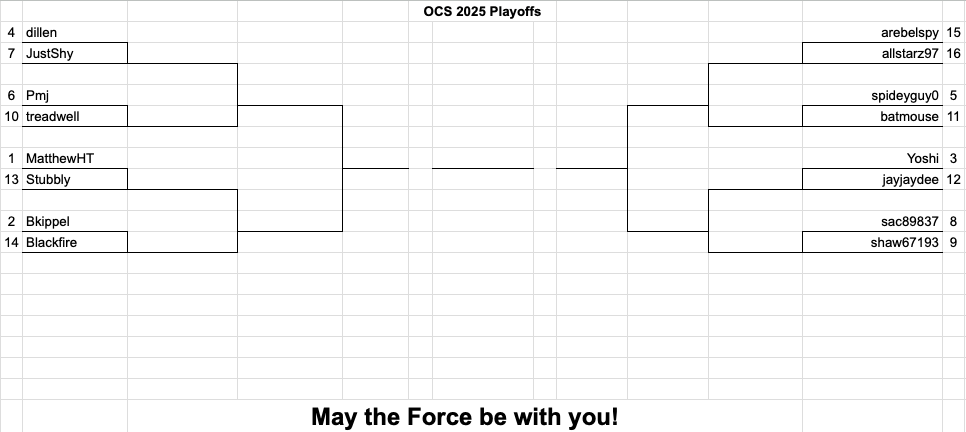 OCS 2025 Playoffs
4 dillen arebelspy 15
7 JustShy allstarz97 16
6 Pmj spideyguy0 5
10 treadwell batmouse 11
1 MatthewHT Yoshi 3
13 Stubbly jayjaydee 12
2 Bkippel sac89837 8
14 Blackfire shaw67193 9
May the Force be with you!